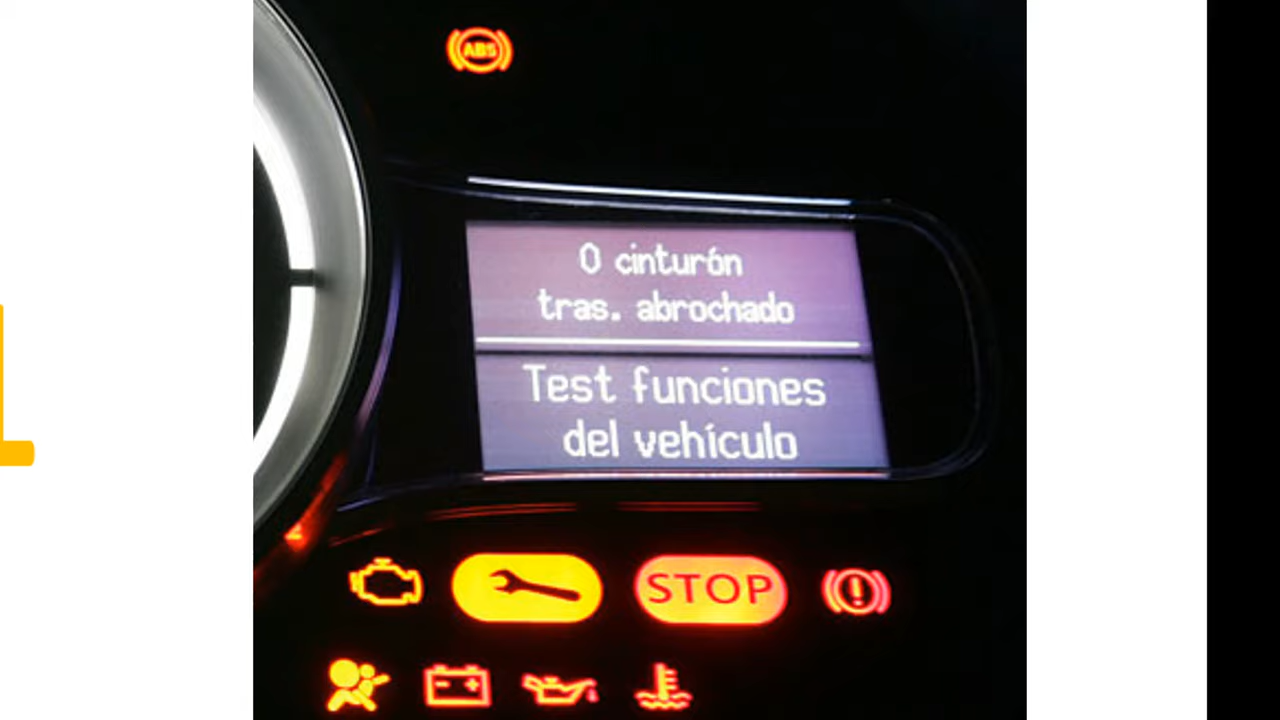 ABS
0 cinturón
tras. abrochado
Test funciones
del vehículo
STOP